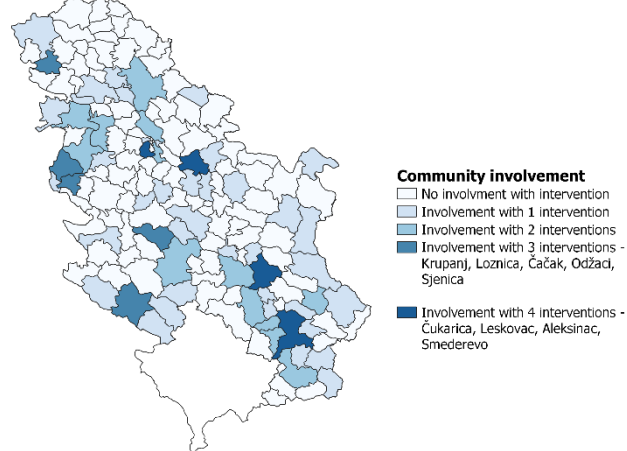 Community involvement
No involvment with intervention
Involvement with 1 intervention
Involvement with 2 interventions
Involvement with 3 interventions -
Krupanj, Loznica, Čačak, Odžaci,
Sjenica
Involvement with 4 interventions -
Čukarica, Leskovac, Aleksinac,
Smederevo